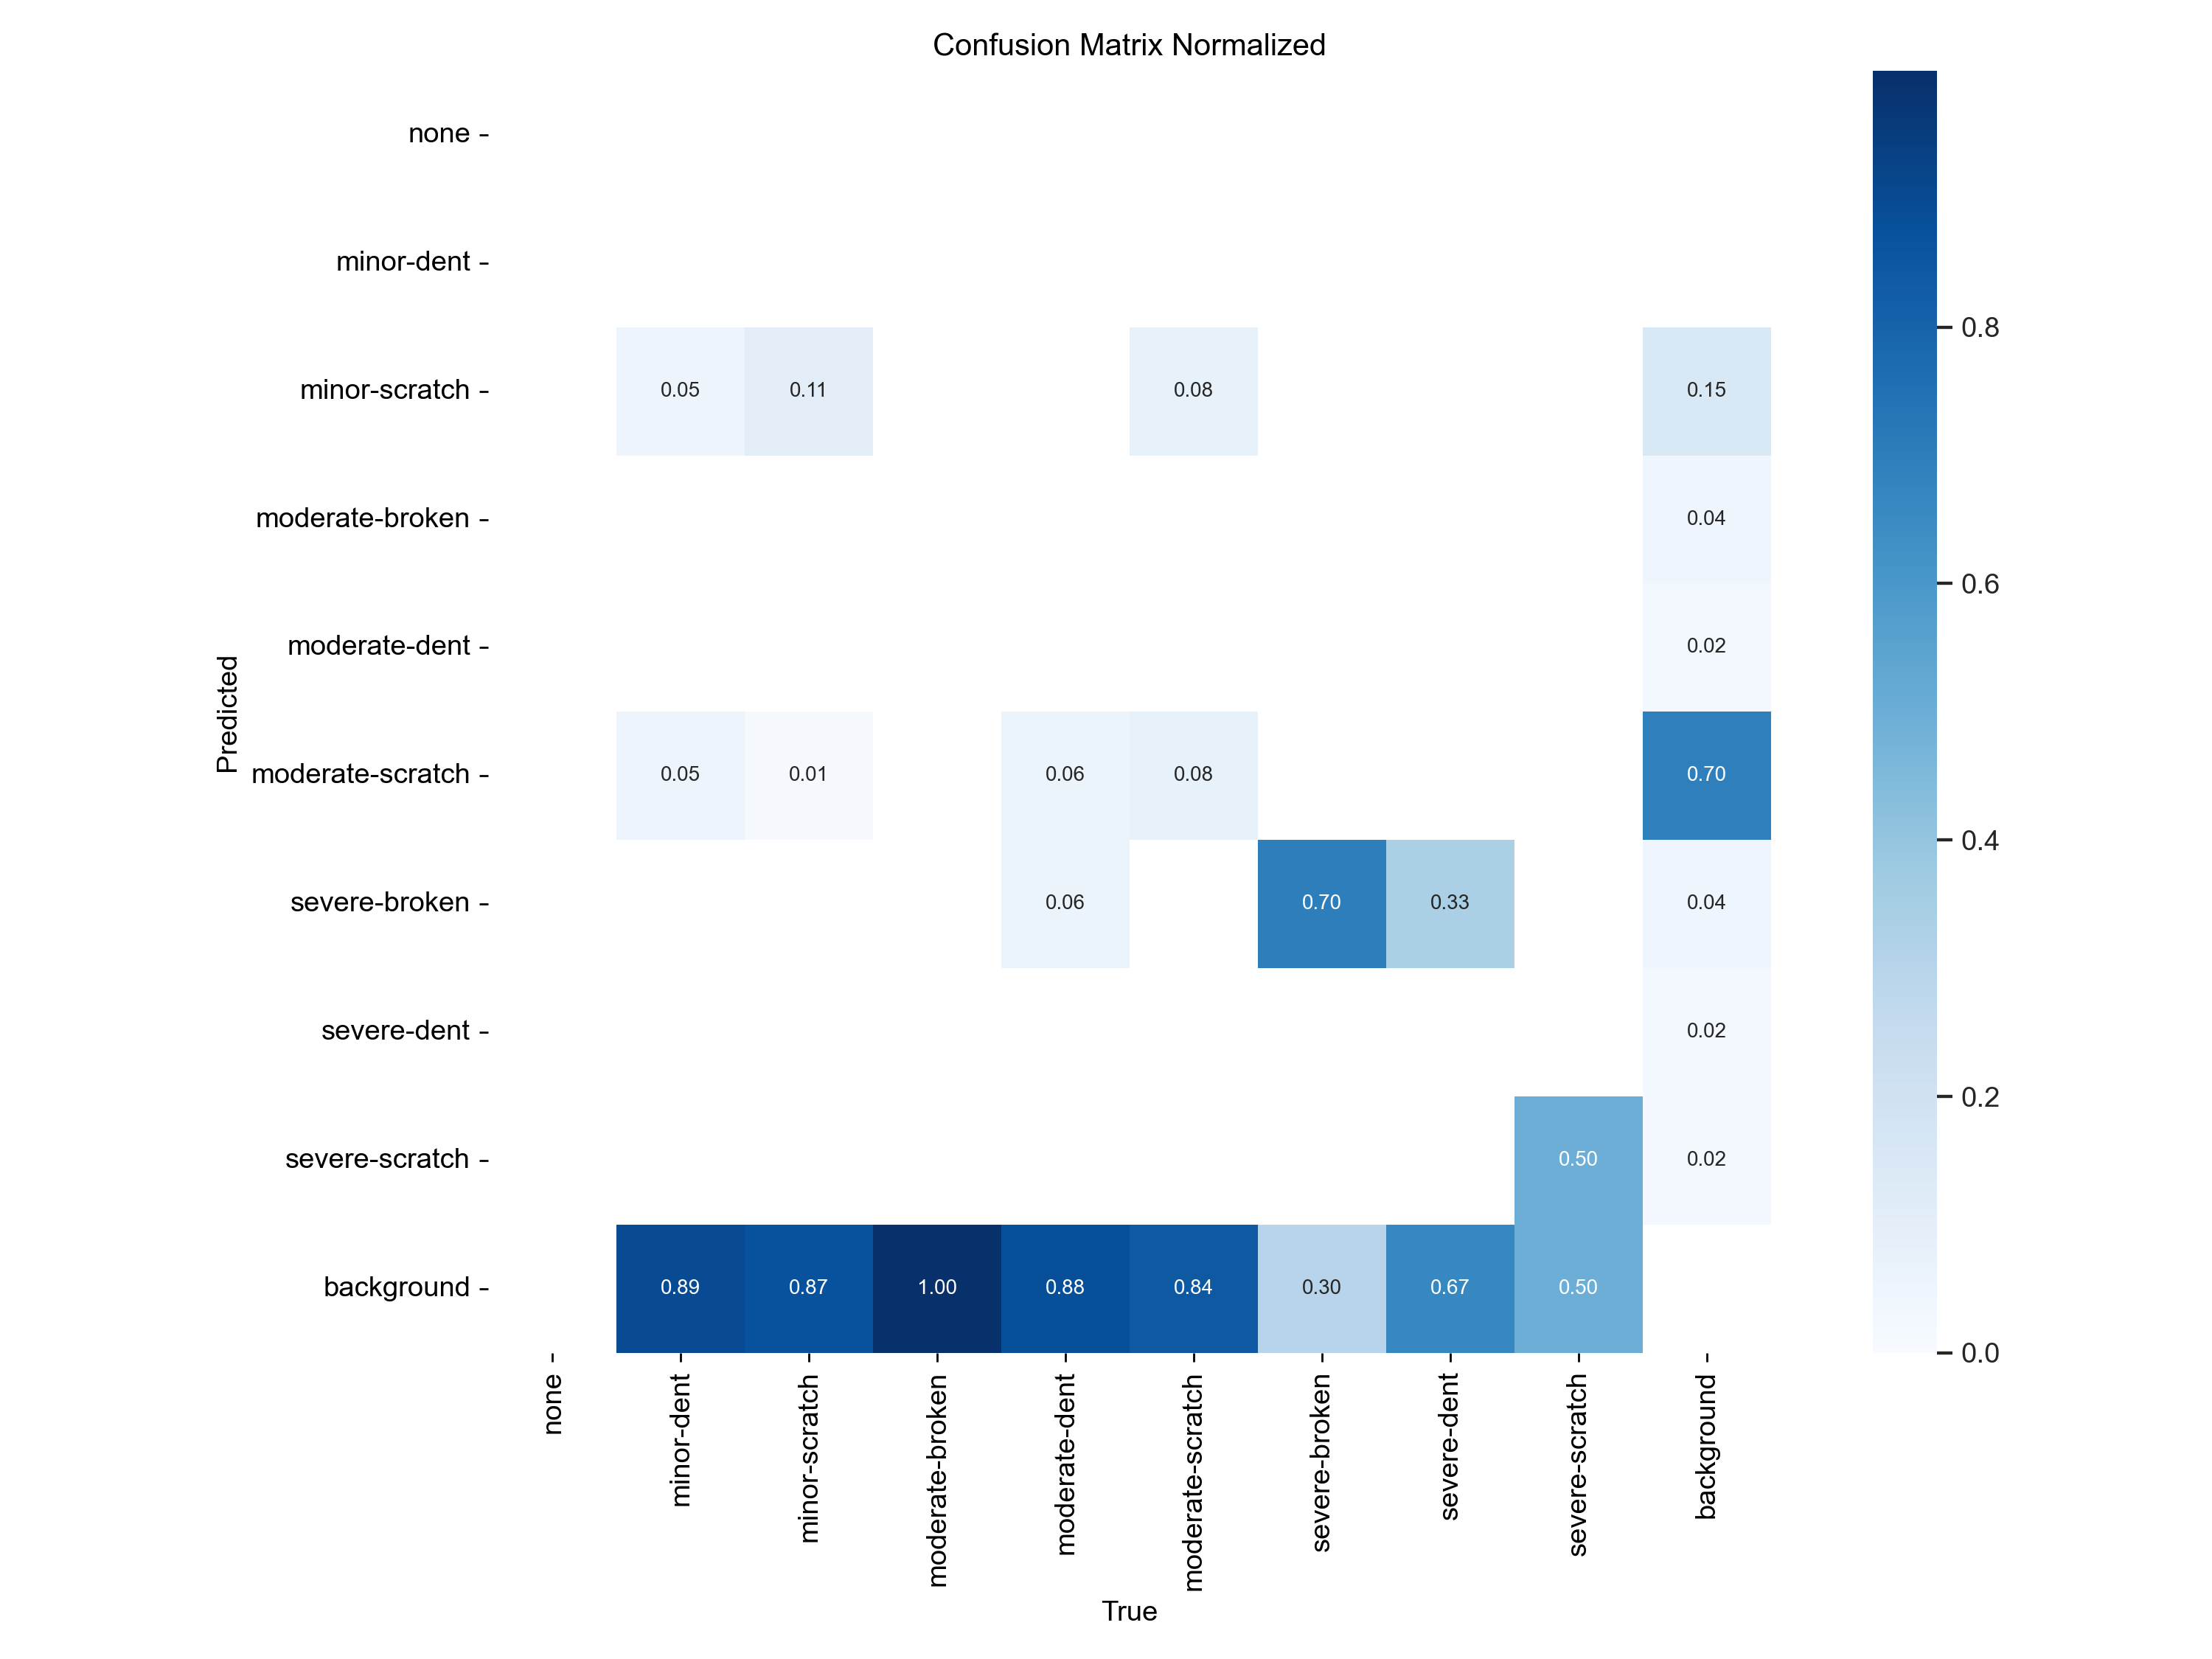 Confusion Matrix Normalized
none
minor-dent
minor-scratch 0.05 0.11 0.08 0.15
moderate-broken 0.04
moderate-dent 0.02
moderate-scratch 0.05 0.01 0.06 0.08 0.70
severe-broken 0.06 0.70 0.33 0.04
severe-dent 0.02
severe-scratch 0.50 0.02
background 0.89 0.87 1.00 0.88 0.84 0.30 0.67 0.50
Predicted
none
minor-dent
minor-scratch
moderate-broken
moderate-dent
moderate-scratch
severe-broken
severe-dent
severe-scratch
background
True
0.8
0.6
0.4
0.2
0.0